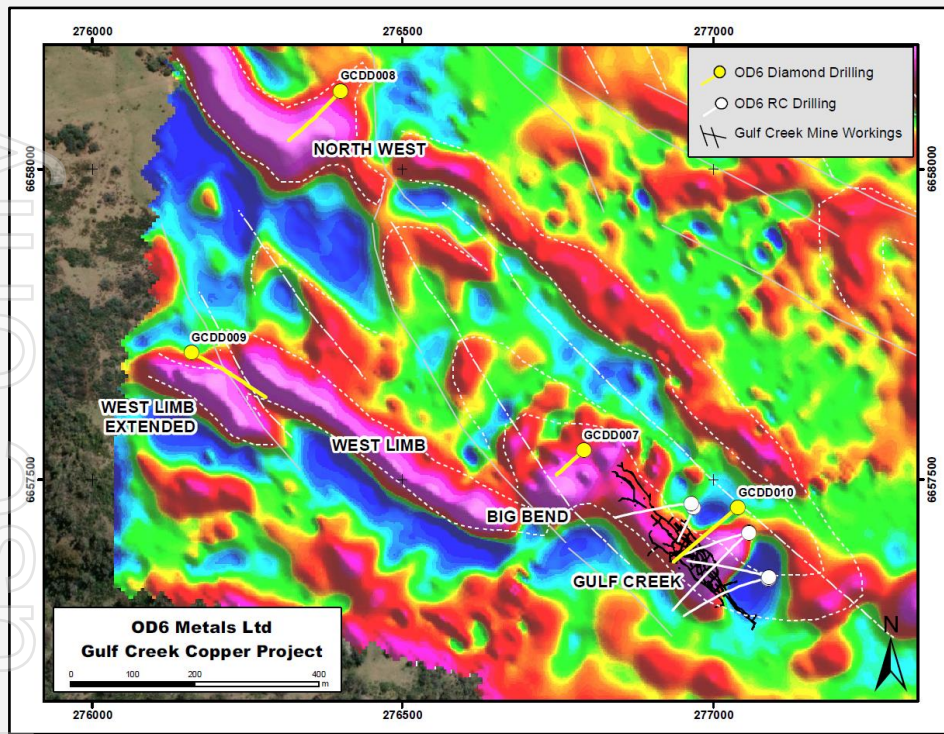 276000
276500
277000
OD6 Diamond Drilling
OD6 RC Drilling
Gulf Creek Mine Workings
GCDD008
NORTH WEST
6658000
6658000
GCDD009
WEST LIMB
EXTENDED
WEST LIMB
GCDD007
6657500
6657500
GCDD010
BIG BEND
GULF CREEK
OD6 Metals Ltd
Gulf Creek Copper Project
0 100 200 400
m
N
276000
276500
277000